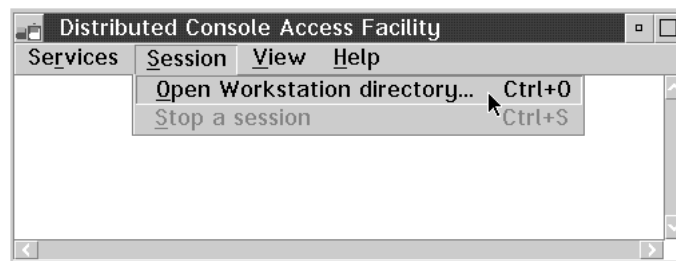 Distributed Console Access Facility
Services Session View Help
Open Workstation directory... Ctrl+O
Stop a session Ctrl+S